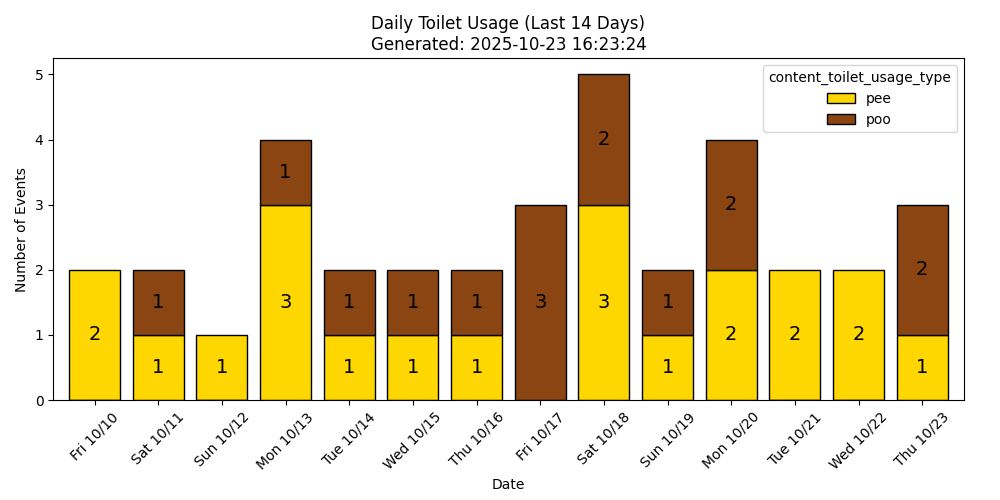 Daily Toilet Usage (Last 14 Days)
Generated: 2025-10-23 16:23:24
content_toilet_usage_type
pee
poo
Number of Events
5
4
3
2
1
0
2
1
1
1
1
3
1
1
1
1
1
1
3
2
3
1
1
2
2
2
2
2
1
Fri 10/10
Sat 10/11
Sun 10/12
Mon 10/13
Tue 10/14
Wed 10/15
Thu 10/16
Fri 10/17
Sat 10/18
Sun 10/19
Mon 10/20
Tue 10/21
Wed 10/22
Thu 10/23
Date